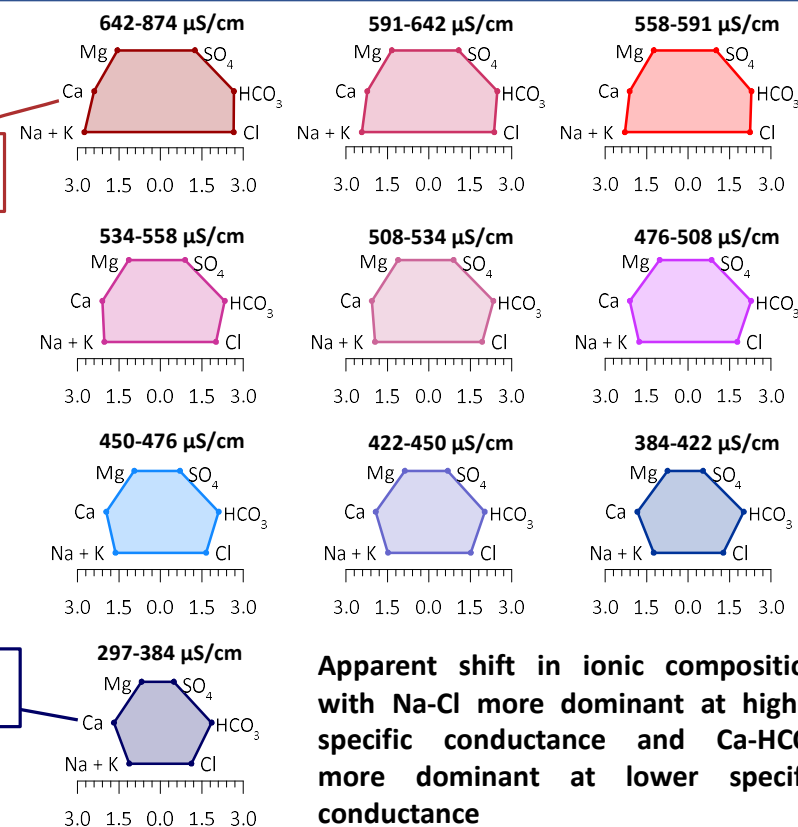 642-874 µS/cm 591-642 µS/cm 558-591 µS/cm
Mg SO4 Mg SO4 Mg SO4
Ca HCO3 Ca HCO3 Ca HCO3
Na + K Cl Na + K Cl Na + K Cl
3.0 1.5 0.0 1.5 3.0 3.0 1.5 0.0 1.5 3.0 3.0 1.5 0.0 1.5 3.0
534-558 µS/cm 508-534 µS/cm 476-508 µS/cm
Mg SO4 Mg SO4 Mg SO4
Ca HCO3 Ca HCO3 Ca HCO3
Na + K Cl Na + K Cl Na + K Cl
3.0 1.5 0.0 1.5 3.0 3.0 1.5 0.0 1.5 3.0 3.0 1.5 0.0 1.5 3.0
450-476 µS/cm 422-450 µS/cm 384-422 µS/cm
Mg SO4 Mg SO4 Mg SO4
Ca HCO3 Ca HCO3 Ca HCO3
Na + K Cl Na + K Cl Na + K Cl
3.0 1.5 0.0 1.5 3.0 3.0 1.5 0.0 1.5 3.0 3.0 1.5 0.0 1.5 3.0
297-384 µS/cm
Mg SO4
Ca HCO3
Na + K Cl
3.0 1.5 0.0 1.5 3.0
Apparent shift in ionic
with Na-Cl more dominant at
specific conductance and
more dominant at lower
conductance